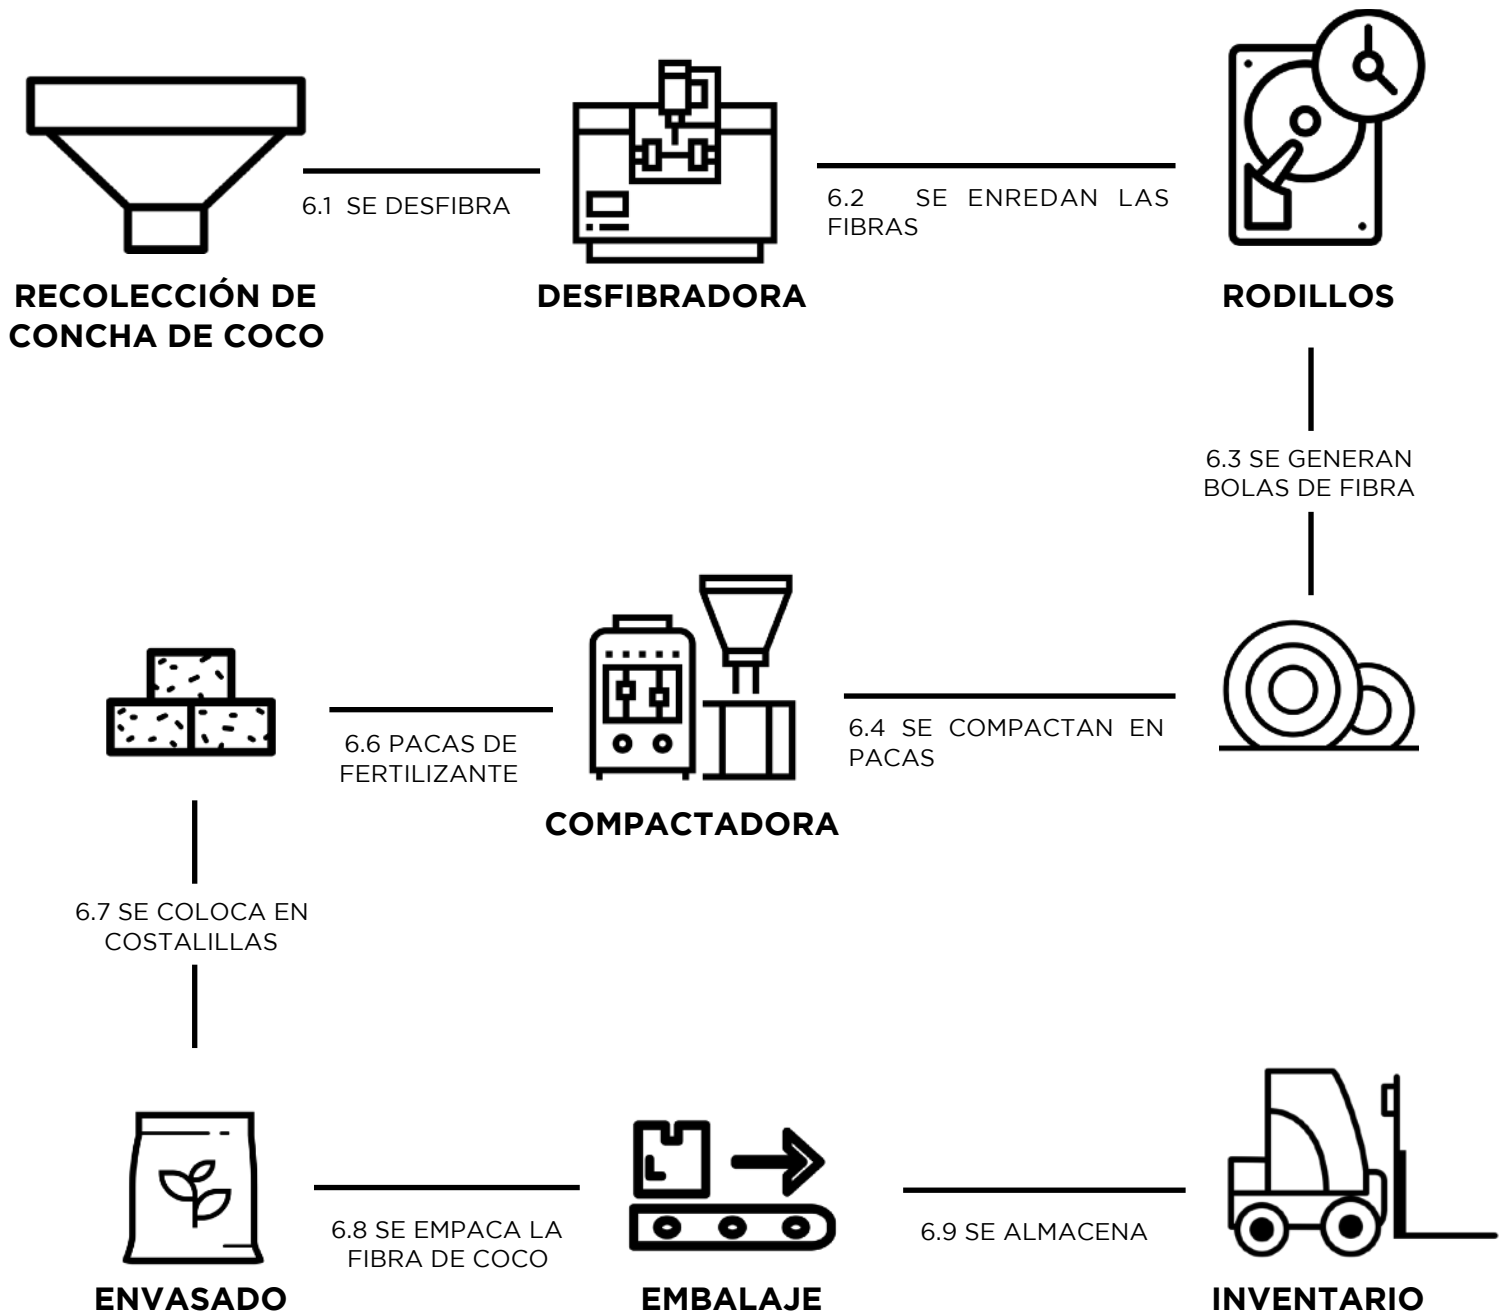 6.1 SE DESFIBRA
6.2 SE ENREDAN LAS
FIBRAS
RECOLECCIÓN DE
CONCHA DE COCO
DESFIBRADORA
RODILLOS
6.3 SE GENERAN
BOLAS DE FIBRA
6.4 SE COMPACTAN EN
PACAS
6.6 PACAS DE
FERTILIZANTE
COMPACTADORA
6.7 SE COLOCA EN
COSTALILLAS
6.8 SE EMPACA LA
FIBRA DE COCO
6.9 SE ALMACENA
ENVASADO
EMBALAJE
INVENTARIO